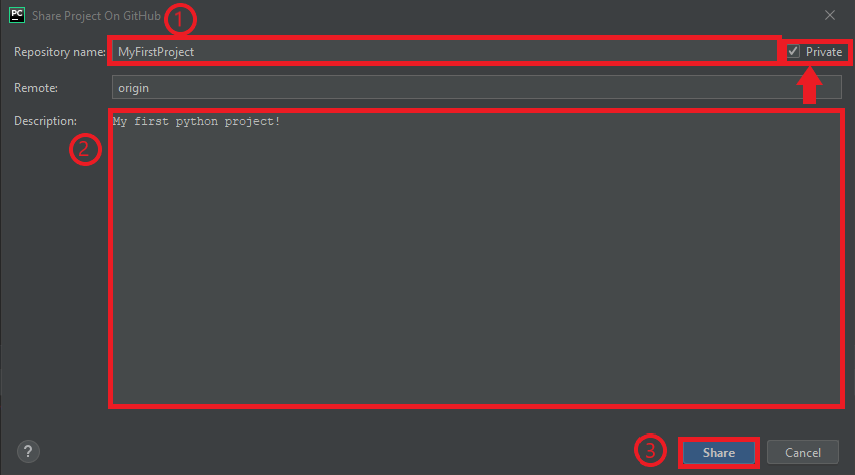 PC Share Project On GitHub 1
Repository name: MyFirstProject Private
Remote: origin
Description: My first python project!
2
? 3 Share Cancel